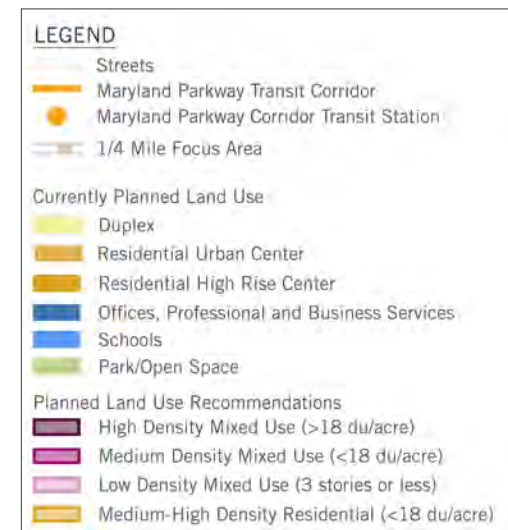 LEGEND
Streets
Maryland Parkway Transit Corridor
Maryland Parkway Corridor Transit Station
1/4 Mile Focus Area
Currently Planned Land Use
Duplex
Residential Urban Center
Residential High Rise Center
Offices, Professional and Business Services
Schools
Park/Open Space
Planned Land Use Recommendations
High Density Mixed Use (>18 du/acre)
Medium Density Mixed Use (<18 du/acre)
Low Density Mixed Use (3 stories or less)
Medium-High Density Residential (<18 du/acre)